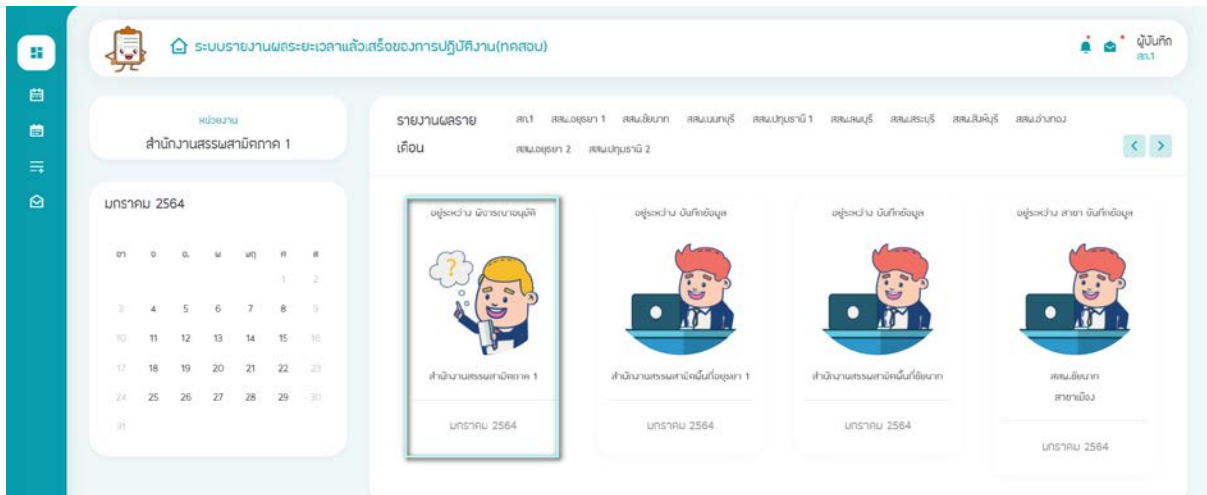 ระบบรายงานผลระยะเวลาแล้วเสร็จของการปฏิบัติงาน(ทดสอบ)
ผู้บันทึก
สภ.1
หน่วยงาน
สำนักงานสรรพสามิตภาค 1
มกราคม 2564
อา จ อ. พ พฤ ศ ส
1 2
3 4 5 6 7 8 9
10 11 12 13 14 15 16
17 18 19 20 21 22 23
24 25 26 27 28 29 30
31
รายงานผลราย
เดือน
สภ.1 สสพ.อยุธยา 1 สสพ.ชัยนาท สสพ.นนทบุรี สสพ.ปทุมธานี 1 สสพ.ลพบุรี สสพ.สระบุรี สสพ.สิงห์บุรี สสพ.อ่างทอง
สสพ.อยุธยา 2 สสพ.ปทุมธานี 2
อยู่ระหว่าง พิจารณาอนุมัติ
?
สำนักงานสรรพสามิตภาค 1
มกราคม 2564
อยู่ระหว่าง บันทึกข้อมูล
สำนักงานสรรพสามิตพื้นที่อยุธยา 1
มกราคม 2564
อยู่ระหว่าง บันทึกข้อมูล
สำนักงานสรรพสามิตพื้นที่ชัยนาท
มกราคม 2564
อยู่ระหว่าง สาขา บันทึกข้อมูล
สสพ.ชัยนาท
สาขาเมือง
มกราคม 2564